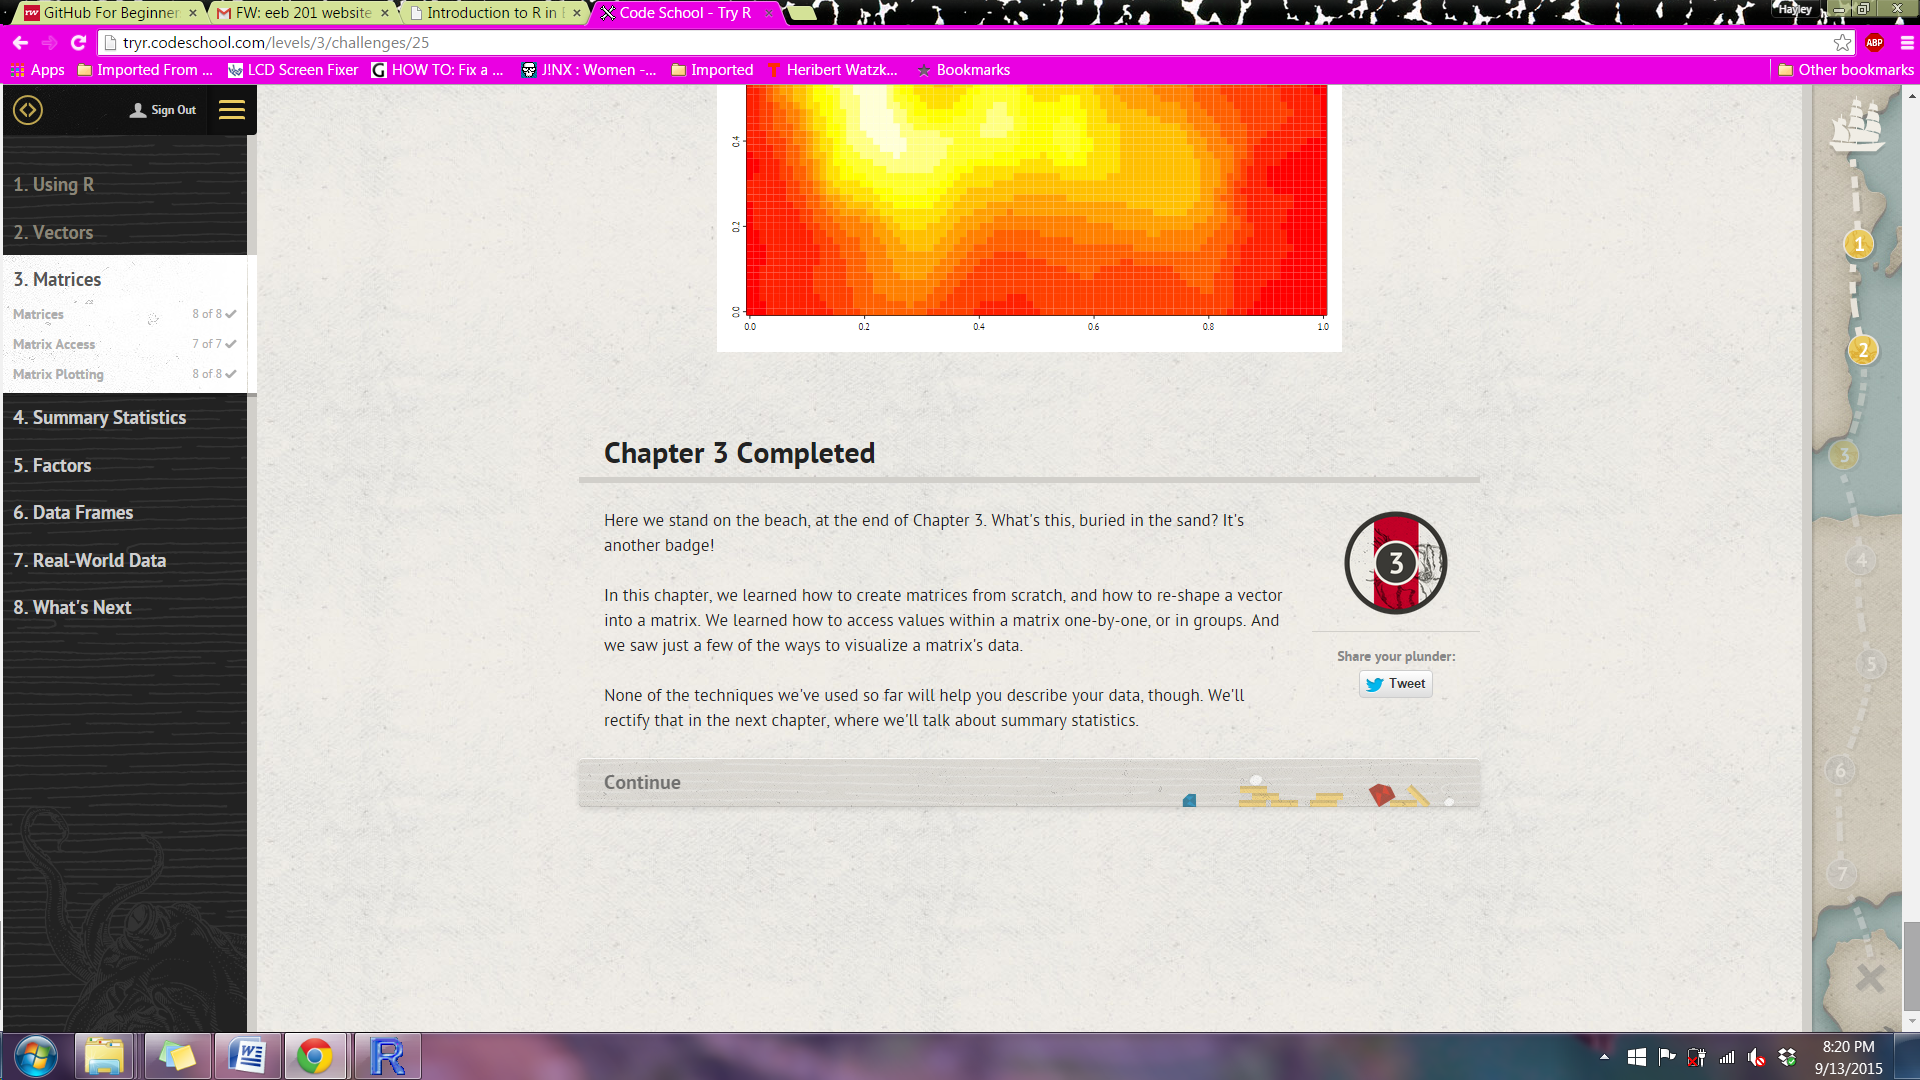 GitHub For Beginner
FW: eeb 201 website
Introduction to R in
Code School - Try R
Hayley
tryr.codeschool.com/levels/3/challenges/25
ABP
Apps
Imported From ...
LCD Screen Fixer
HOW TO: Fix a ...
J!NX : Women -...
Imported
Heribert Watzk...
Bookmarks
Other bookmarks
Sign Out
1. Using R
2. Vectors
3. Matrices
Matrices 8 of 8
Matrix Access 7 of 7
Matrix Plotting 8 of 8
4. Summary Statistics
5. Factors
6. Data Frames
7. Real-World Data
8. What's Next
0.4
0.2
0.0
0.0 0.2 0.4 0.6 0.8 1.0
Chapter 3 Completed
Here we stand on the beach, at the end of Chapter 3. What's this, buried in the sand? It's
another badge!
In this chapter, we learned how to create matrices from scratch, and how to re-shape a vector
into a matrix. We learned how to access values within a matrix one-by-one, or in groups. And
we saw just a few of the ways to visualize a matrix's data.
None of the techniques we've used so far will help you describe your data, though. We'll
rectify that in the next chapter, where we'll talk about summary statistics.
3
Share your plunder:
Tweet
Continue
1
2
3
4
5
6
7
8:20 PM
9/13/2015